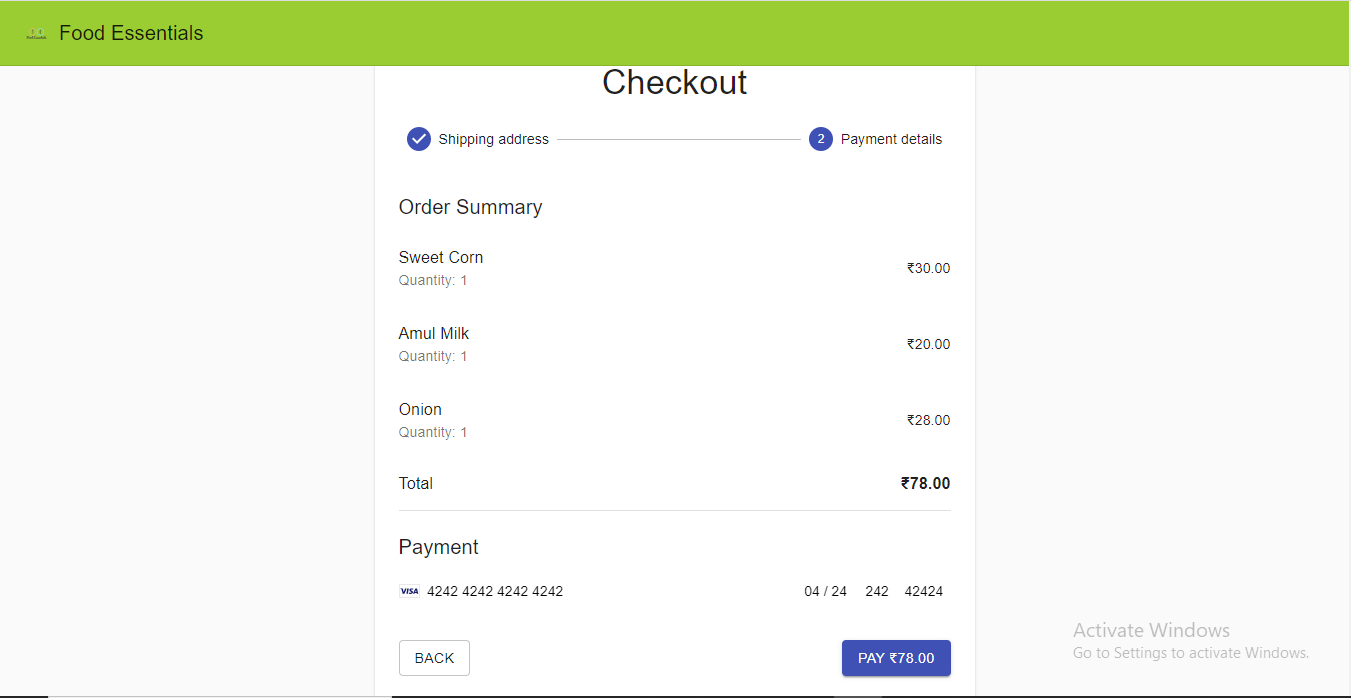 Food Essentials
Checkout
Shipping address
2 Payment details
Order Summary
Sweet Corn
Quantity: 1
₹30.00
Amul Milk
Quantity: 1
₹20.00
Onion
Quantity: 1
₹28.00
Total ₹78.00
Payment
VISA 4242 4242 4242 4242 04 / 24 242 42424
BACK PAY ₹78.00
Activate Windows
Go to Settings to activate Windows.